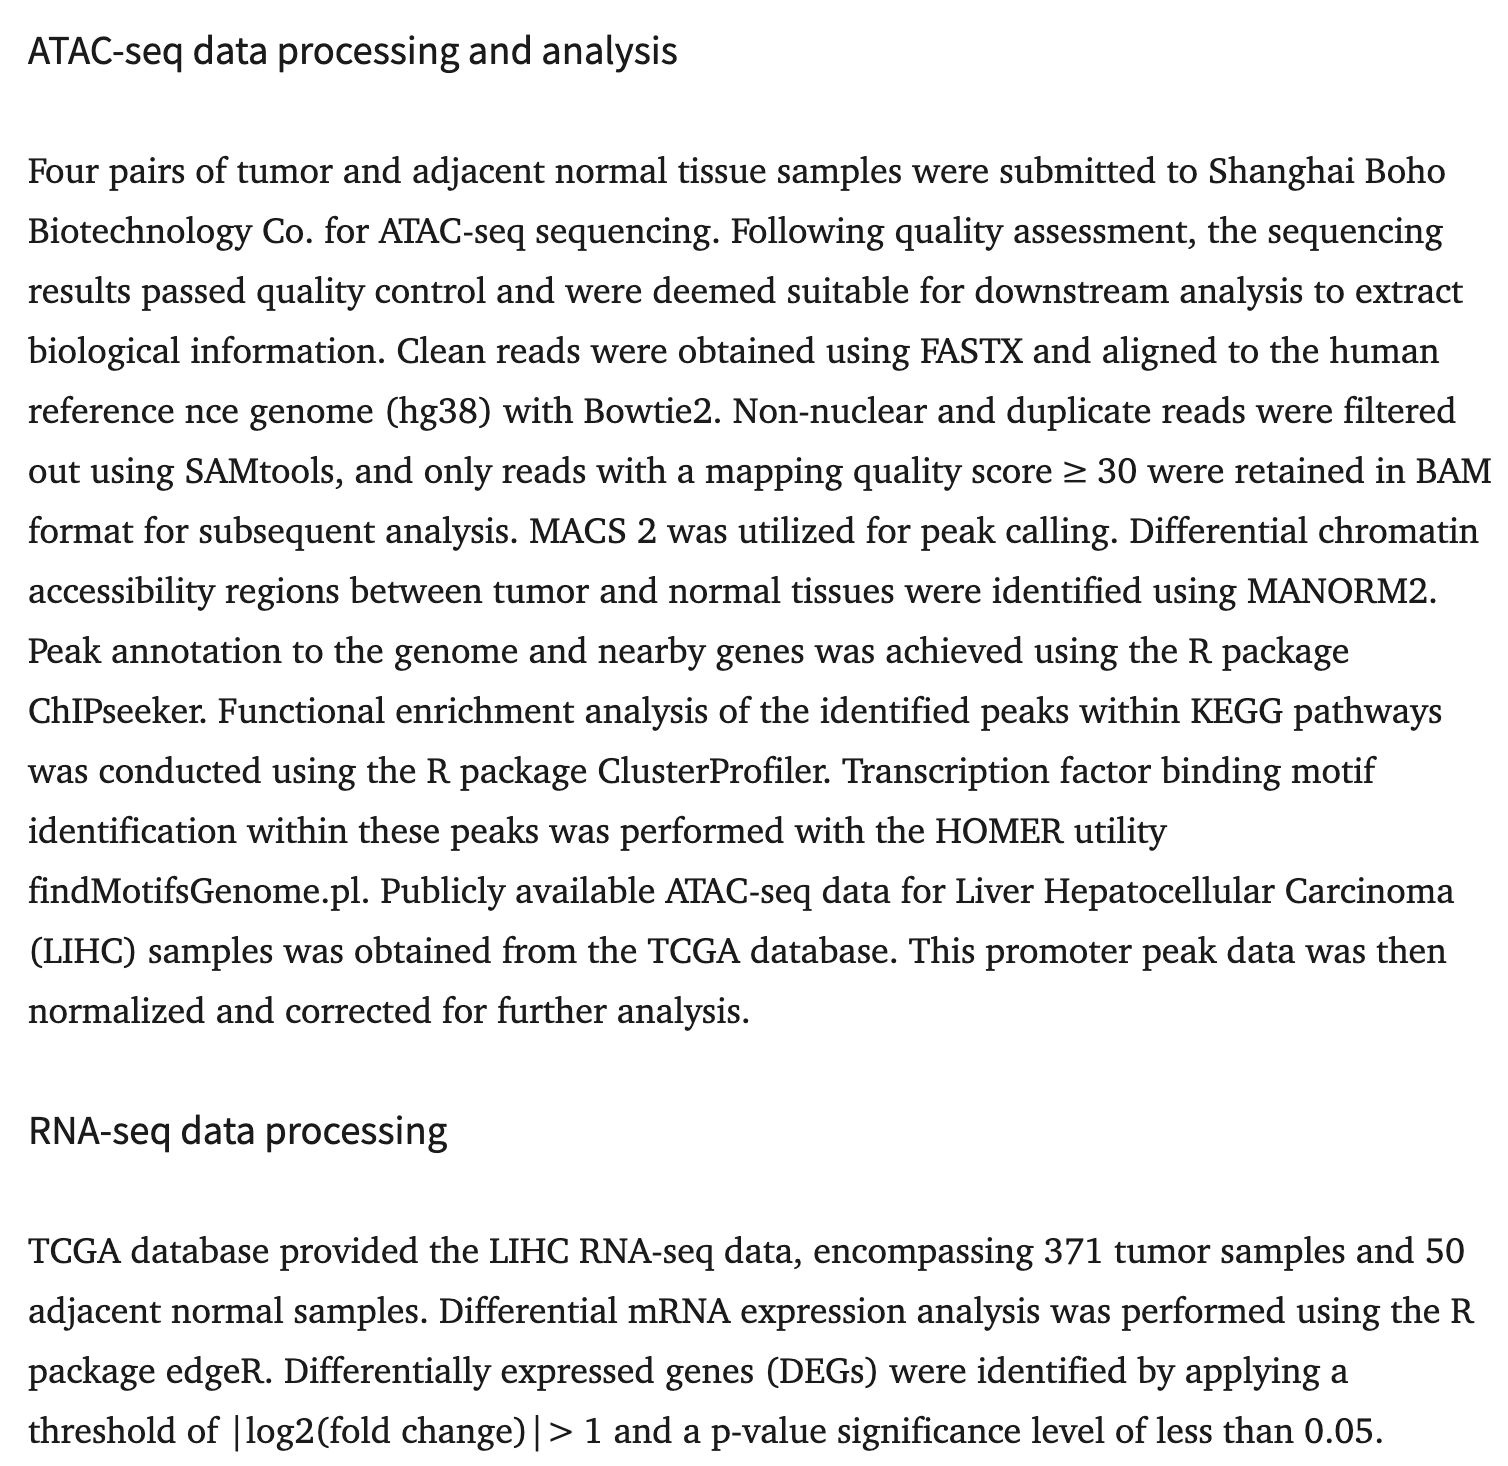 ATAC-seq data processing and analysis
Four pairs of tumor and adjacent normal tissue samples were submitted to Shanghai Boho
Biotechnology Co. for ATAC-seq sequencing. Following quality assessment, the sequencing
results passed quality control and were deemed suitable for downstream analysis to extract
biological information. Clean reads were obtained using FASTX and aligned to the human
reference nce genome (hg38) with Bowtie2. Non-nuclear and duplicate reads were filtered
out using SAMtools, and only reads with a mapping quality score ≥ 30 were retained in BAM
format for subsequent analysis. MACS 2 was utilized for peak calling. Differential chromatin
accessibility regions between tumor and normal tissues were identified using MANORM2.
Peak annotation to the genome and nearby genes was achieved using the R package
ChIPseeker. Functional enrichment analysis of the identified peaks within KEGG pathways
was conducted using the R package ClusterProfiler. Transcription factor binding motif
identification within these peaks was performed with the HOMER utility
findMotifsGenome.pl. Publicly available ATAC-seq data for Liver Hepatocellular Carcinoma
(LIHC) samples was obtained from the TCGA database. This promoter peak data was then
normalized and corrected for further analysis.
RNA-seq data processing
TCGA database provided the LIHC RNA-seq data, encompassing 371 tumor samples and 50
adjacent normal samples. Differential mRNA expression analysis was performed using the R
package edgeR. Differentially expressed genes (DEGs) were identified by applying a
threshold of |log2(fold change)| > 1 and a p-value significance level of less than 0.05.